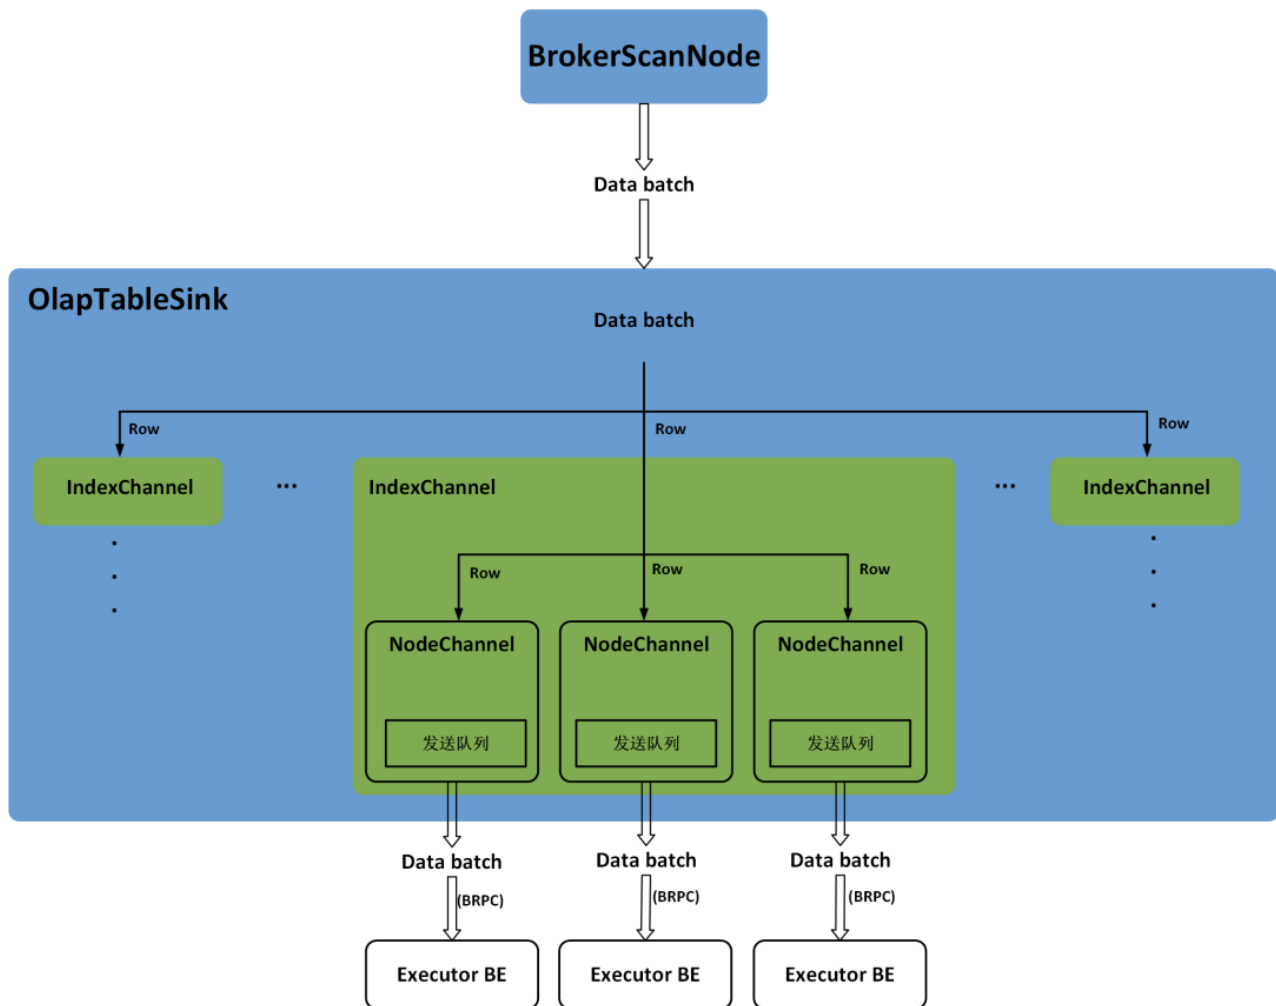 BrokerScanNode
Data batch
OlapTableSink
Data batch
Row
Row
Row
IndexChannel
...
IndexChannel
...
IndexChannel
Row
Row
Row
NodeChannel
NodeChannel
NodeChannel
发送队列
发送队列
发送队列
Data batch
Data batch
Data batch
(BRPC)
(BRPC)
(BRPC)
Executor BE
Executor BE
Executor BE